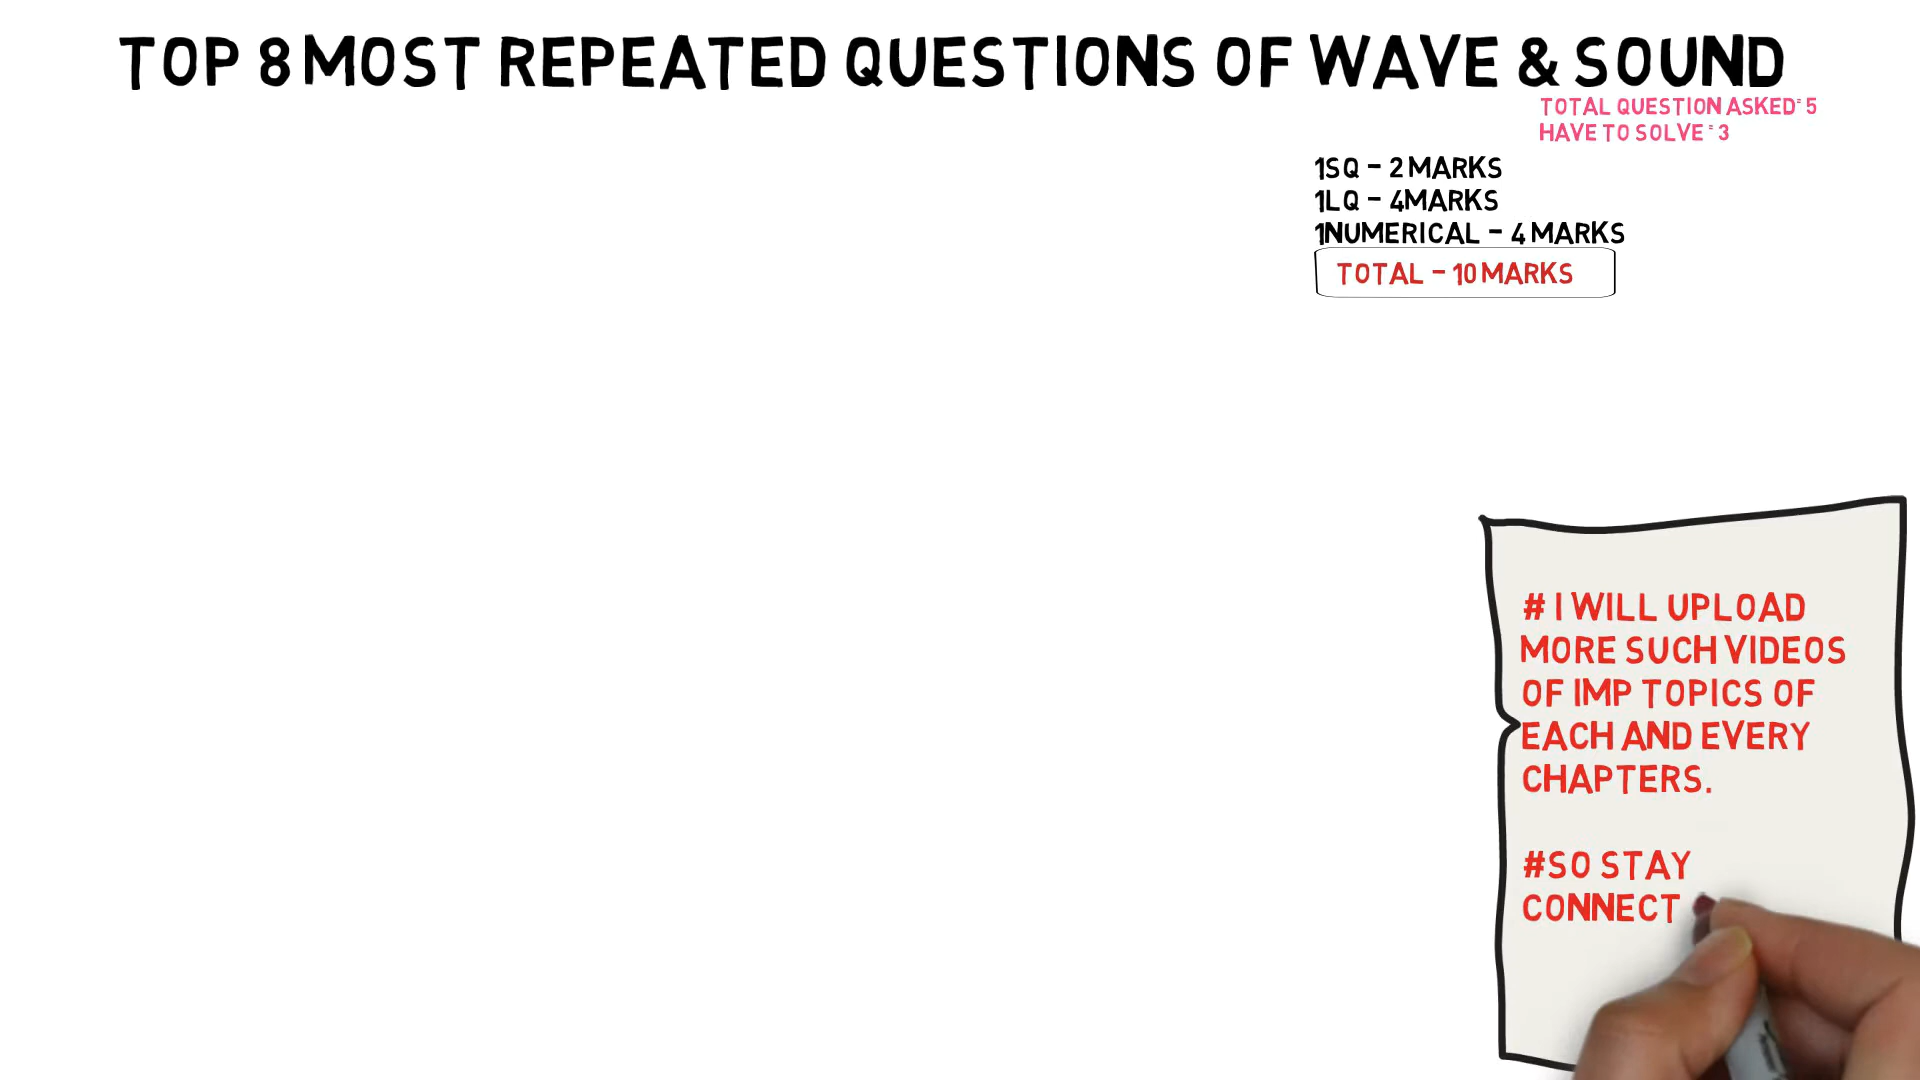 TOP 8 MOST REPEATED QUESTIONS OF WAVE & SOUND
TOTAL QUESTION ASKED= 5
HAVE TO SOLVE = 3
1SQ - 2 MARKS
1LQ - 4MARKS
1NUMERICAL - 4 MARKS
TOTAL - 10 MARKS
# I WILL UPLOAD
MORE SUCH VIDEOS
OF IMP TOPICS OF
EACH AND EVERY
CHAPTERS.
#SO STAY
CONNECT